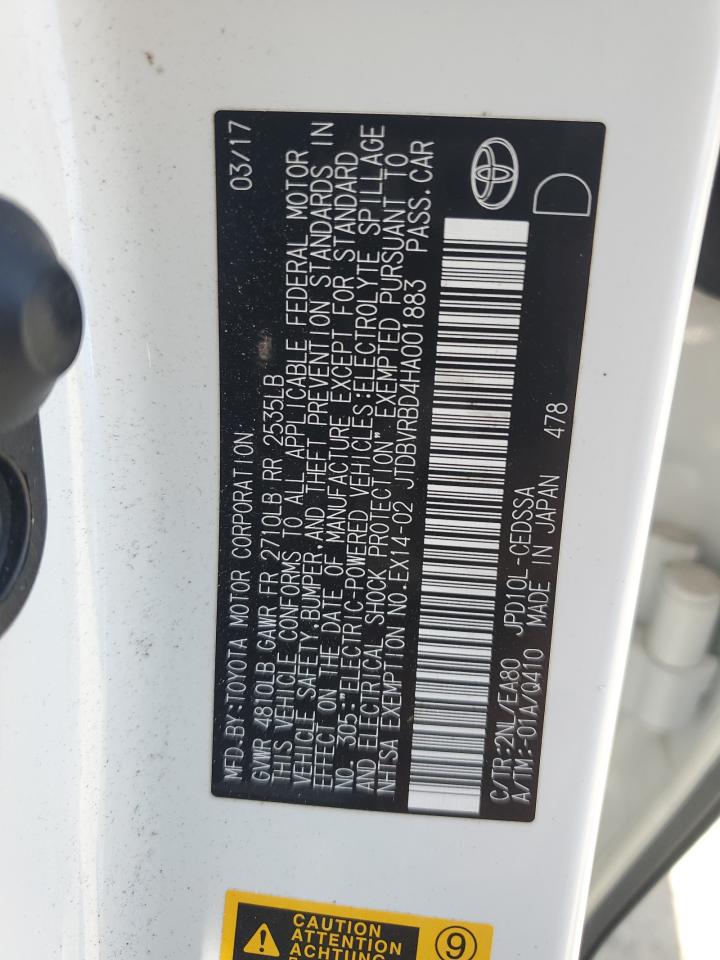 MFD.BY:TOYOTA MOTOR CORPORATION 03/17
GVWR 4810LB GAWR FR 2710LB RR 2535LB
THIS VEHICLE CONFORMS TO ALL APPLICABLE FEDERAL MOTOR
VEHICLE SAFETY,BUMPER,AND THEFT PREVENTION STANDARDS IN
EFFECT ON THE DATE OF MANUFACTURE EXCEPT FOR STANDARD
NO. 305:"ELECTRIC-POWERED VEHICLES:ELECTROLYTE SPILLAGE
AND ELECTRICAL SHOCK PROTECTION" EXEMPTED PURSUANT TO
NHTSA EXEMPTION NO.EX14-02 JTDBVRBD4HA001883 PASS.CAR
C/TR:2NL/EA80 JPD10L-CEDSSA
A/TM:-01A/Q410 MADE IN JAPAN 478
D
CAUTION
ATTENTION
ACHTUNG
9